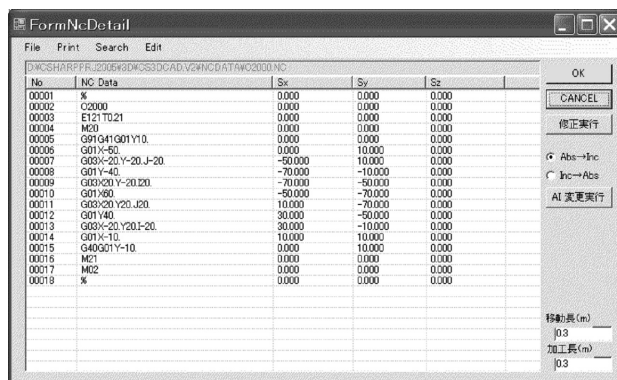 FormNcDetail
File Print Search Edit
D:¥CSHARPPRJ2005¥3D¥CS3DCAD.V2¥NCDATA¥O2000.NC
No NC Data Sx Sy Sz
00001 % 0.000 0.000 0.000
00002 O2000 0.000 0.000 0.000
00003 E121T0.21 0.000 0.000 0.000
00004 M20 0.000 0.000 0.000
00005 G91G41G01Y10. 0.000 0.000 0.000
00006 G01X-50. 0.000 10.000 0.000
00007 G03X-20.Y-20.J-20. -50.000 10.000 0.000
00008 G01Y-40. -70.000 -10.000 0.000
00009 G03X20.Y-20.I20. -70.000 -50.000 0.000
00010 G01X60. -50.000 -70.000 0.000
00011 G03X20.Y20.J20. 10.000 -70.000 0.000
00012 G01Y40. 30.000 -50.000 0.000
00013 G03X-20.Y20.I-20. 30.000 -10.000 0.000
00014 G01X-10. 10.000 10.000 0.000
00015 G40G01Y-10. 0.000 10.000 0.000
00016 M21 0.000 0.000 0.000
00017 M02 0.000 0.000 0.000
00018 % 0.000 0.000 0.000
OK
CANCEL
修正実行
Abs→Inc
Inc→Abs
AI 変更実行
移動長(m)
0.3
加工長(m)
0.3